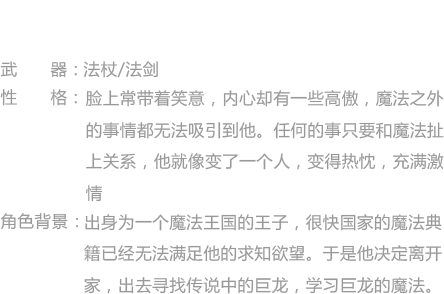 武　　器：法杖/法剑
性　　格：脸上常带着笑意，内心却有一些高傲，魔法之外
的事情都无法吸引到他。任何的事只要和魔法扯
上关系，他就像变了一个人，变得热忱，充满激
情
角色背景：出身为一个魔法王国的王子，很快国家的魔法典
籍已经无法满足他的求知欲望。于是他决定离开
家，出去寻找传说中的巨龙，学习巨龙的魔法。